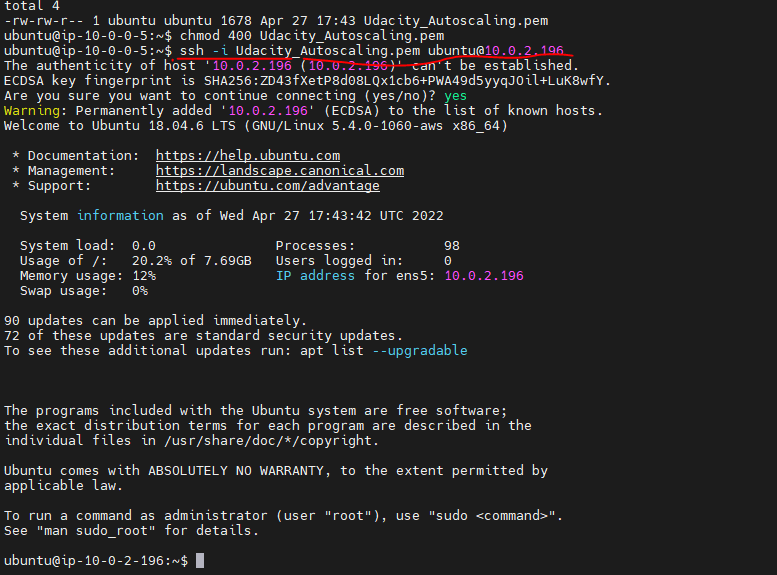 total 4
-rw-rw-r-- 1 ubuntu ubuntu 1678 Apr 27 17:43 Udacity_Autoscaling.pem
ubuntu@ip-10-0-0-5:~$ chmod 400 Udacity_Autoscaling.pem
ubuntu@ip-10-0-0-5:~$ ssh -i Udacity_Autoscaling.pem ubuntu@10.0.2.196
The authenticity of host '10.0.2.196 (10.0.2.196)' can't be established.
ECDSA key fingerprint is SHA256:ZD43fXetP8d08LQx1cb6+PWA49d5yyqJOil+LuK8wfY.
Are you sure you want to continue connecting (yes/no)? yes
Warning: Permanently added '10.0.2.196' (ECDSA) to the list of known hosts.
Welcome to Ubuntu 18.04.6 LTS (GNU/Linux 5.4.0-1060-aws x86_64)
* Documentation: https://help.ubuntu.com
* Management: https://landscape.canonical.com
* Support: https://ubuntu.com/advantage
System information as of Wed Apr 27 17:43:42 UTC 2022
System load: 0.0 Processes: 98
Usage of /: 20.2% of 7.69GB Users logged in: 0
Memory usage: 12% IP address for ens5: 10.0.2.196
Swap usage: 0%
90 updates can be applied immediately.
72 of these updates are standard security updates.
To see these additional updates run: apt list --upgradable
The programs included with the Ubuntu system are free software;
the exact distribution terms for each program are described in the
individual files in /usr/share/doc/*/copyright.
Ubuntu comes with ABSOLUTELY NO WARRANTY, to the extent permitted by
applicable law.
To run a command as administrator (user "root"), use "sudo <command>".
See "man sudo_root" for details.
ubuntu@ip-10-0-2-196:~$